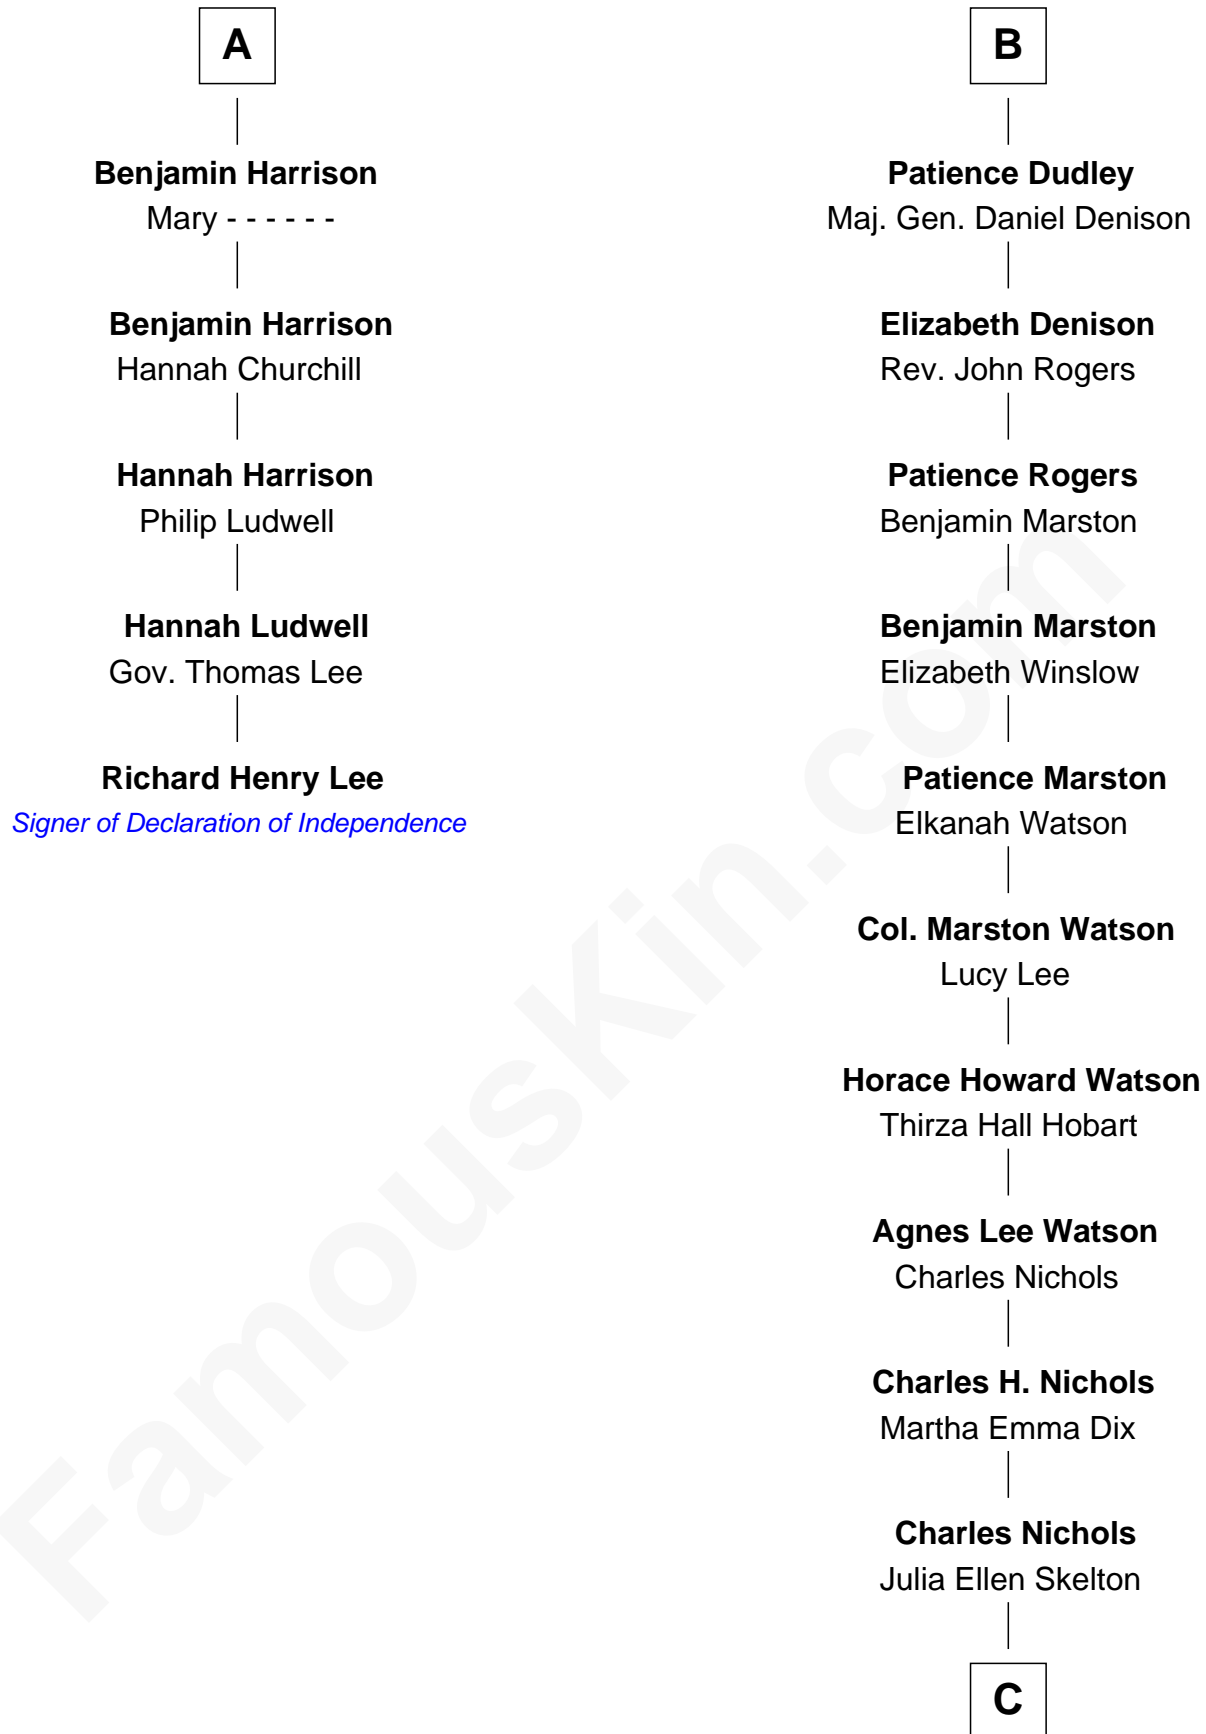 A
Benjamin Harrison
Mary - - - - - -
Benjamin Harrison
Hannah Churchill
Hannah Harrison
Philip Ludwell
Hannah Ludwell
Gov. Thomas Lee
Richard Henry Lee
Signer of Declaration of Independence
B
Patience Dudley
Maj. Gen. Daniel Denison
Elizabeth Denison
Rev. John Rogers
Patience Rogers
Benjamin Marston
Benjamin Marston
Elizabeth Winslow
Patience Marston
Elkanah Watson
Col. Marston Watson
Lucy Lee
Horace Howard Watson
Thirza Hall Hobart
Agnes Lee Watson
Charles Nichols
Charles H. Nichols
Martha Emma Dix
Charles Nichols
Julia Ellen Skelton
C
FamousKin.com